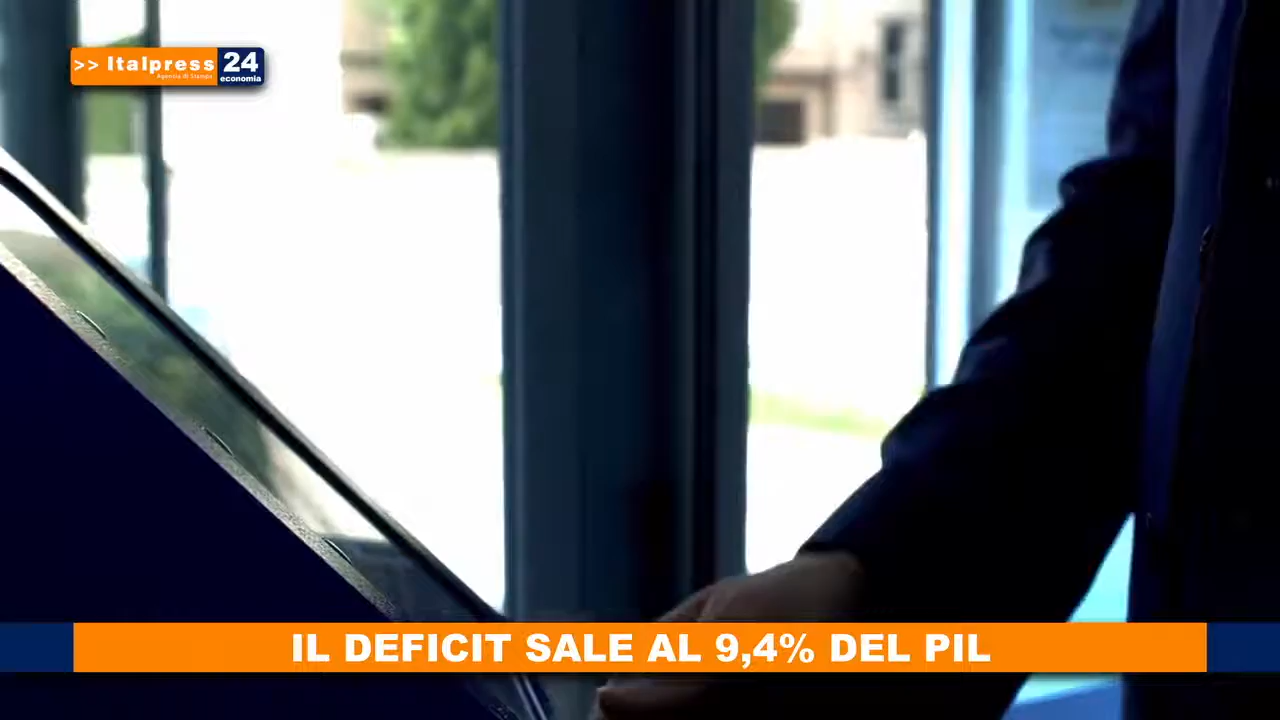 >> Italpress
Agenzia di Stampa
24
economia
IL DEFICIT SALE AL 9,4% DEL PIL